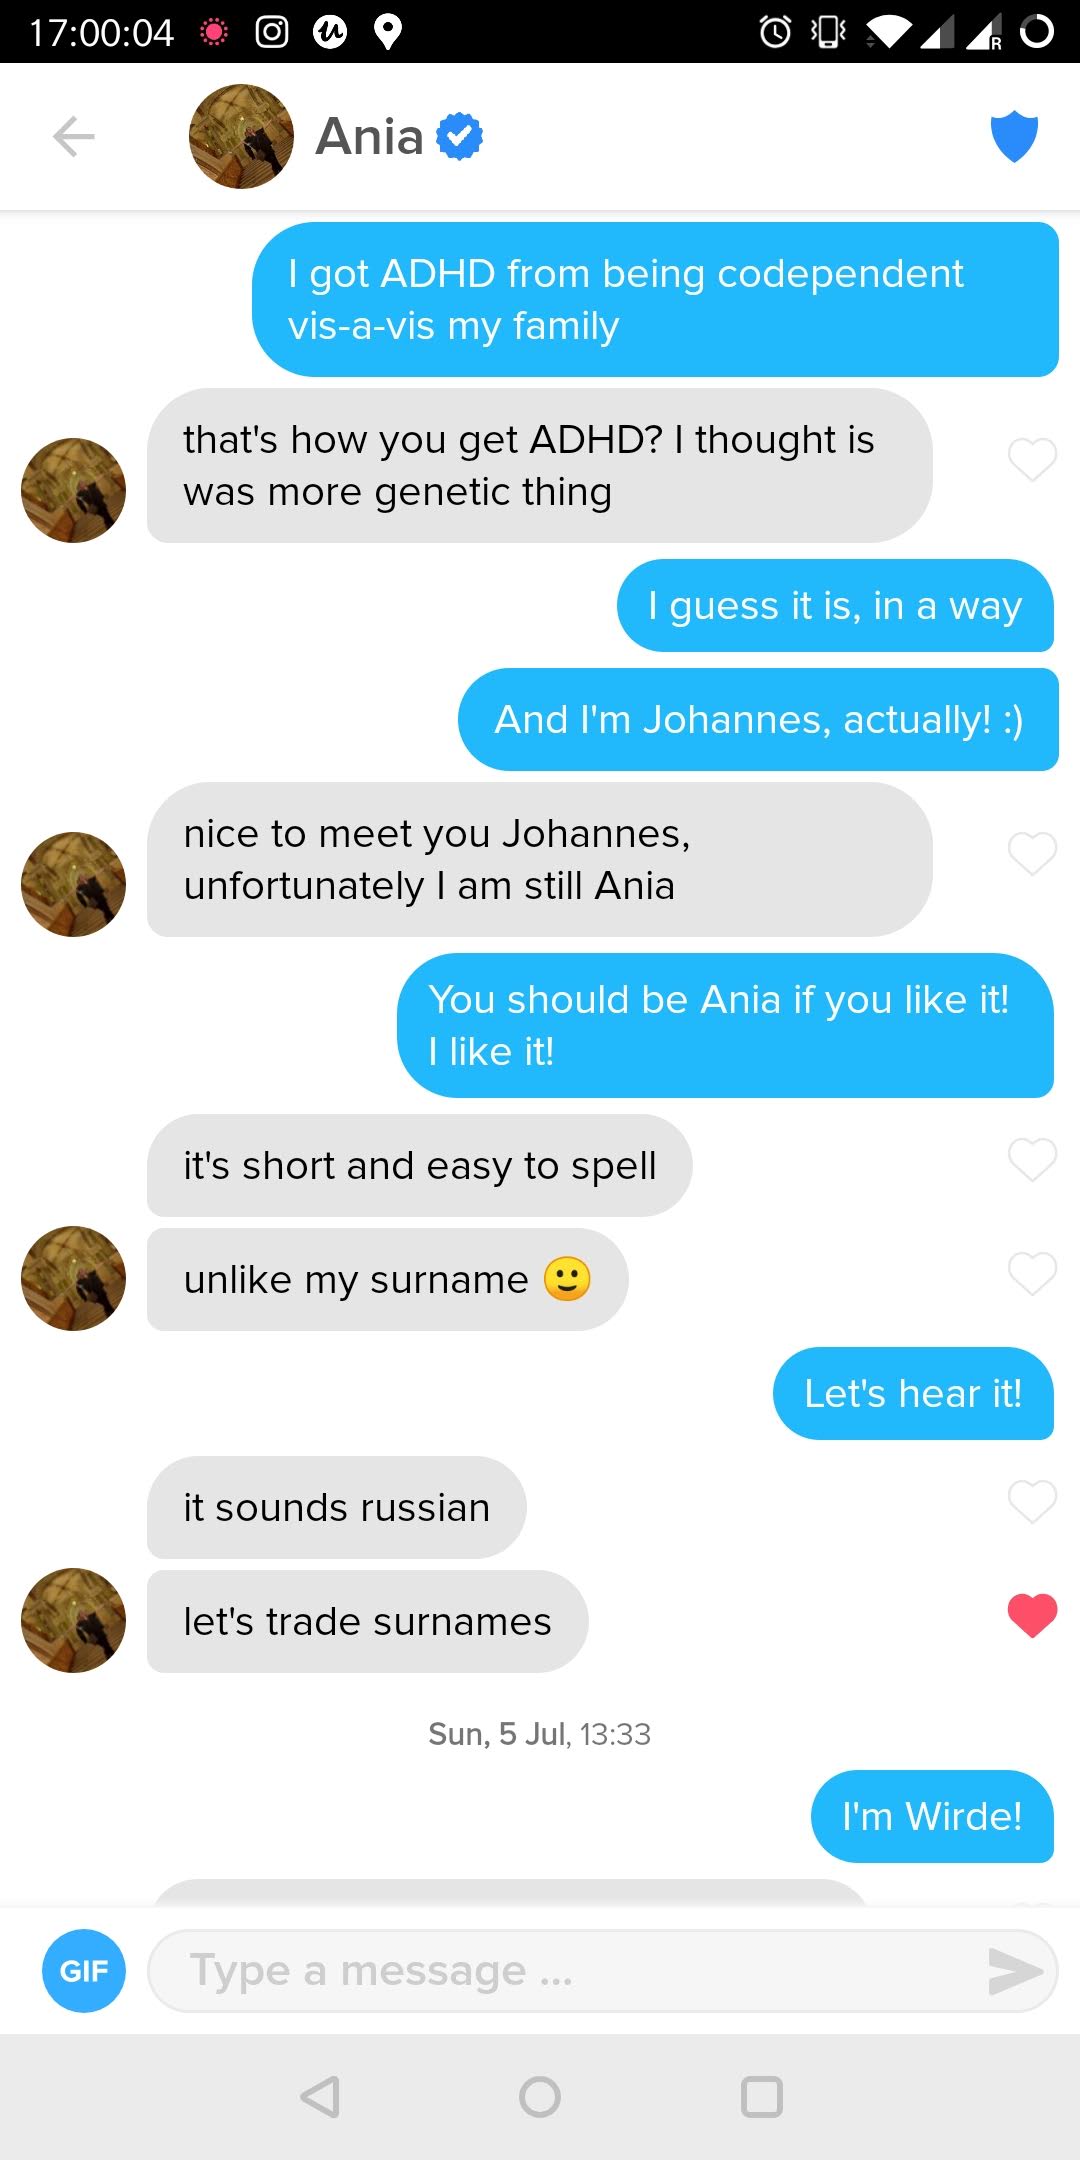 17:00:04
R
Ania
I got ADHD from being codependent
vis-a-vis my family
that's how you get ADHD? I thought is
was more genetic thing
I guess it is, in a way
And I'm Johannes, actually! :)
nice to meet you Johannes,
unfortunately I am still Ania
You should be Ania if you like it!
I like it!
it's short and easy to spell
unlike my surname 🙂
Let's hear it!
it sounds russian
let's trade surnames
Sun, 5 Jul, 13:33
I'm Wirde!
GIF
Type a message ...